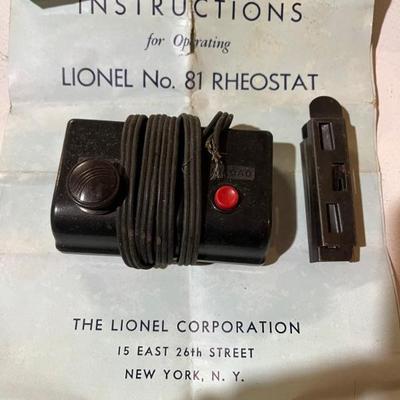 INSTRUCTIONS
for Operating
LIONEL No. 81 RHEOSTAT
THE LIONEL CORPORATION
15 EAST 26th STREET
NEW YORK, N. Y.